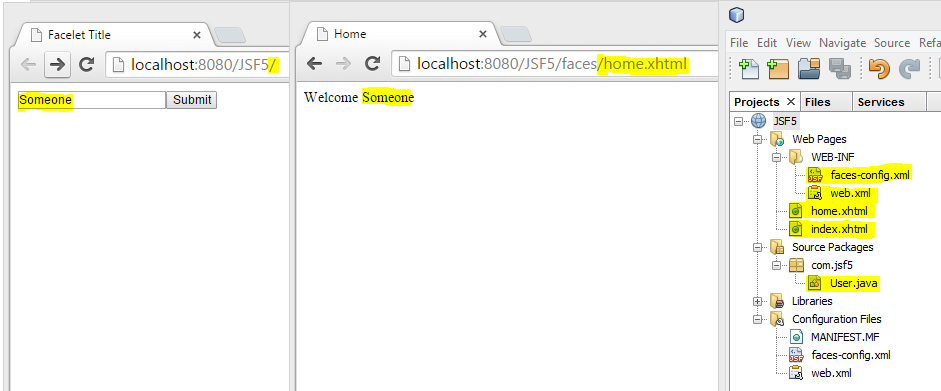 Facelet Title
localhost:8080/JSF5/
Someone Submit
Home
localhost:8080/JSF5/faces/home.xhtml
Welcome Someone
File Edit View Navigate Source Refa
Projects Files Services
JSF5
Web Pages
WEB-INF
faces-config.xml
web.xml
home.xhtml
index.xhtml
Source Packages
com.jsf5
User.java
Libraries
Configuration Files
MANIFEST.MF
faces-config.xml
web.xml